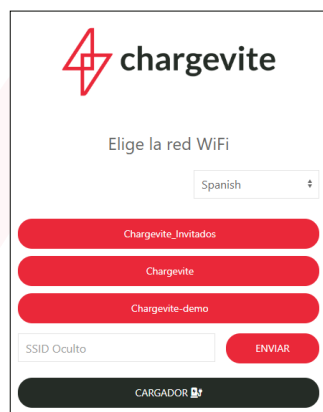 chargevite
Elige la red WiFi
Spanish
Chargevite_Invitados
Chargevite
Chargevite-demo
SSID Oculto
ENVIAR
CARGADOR